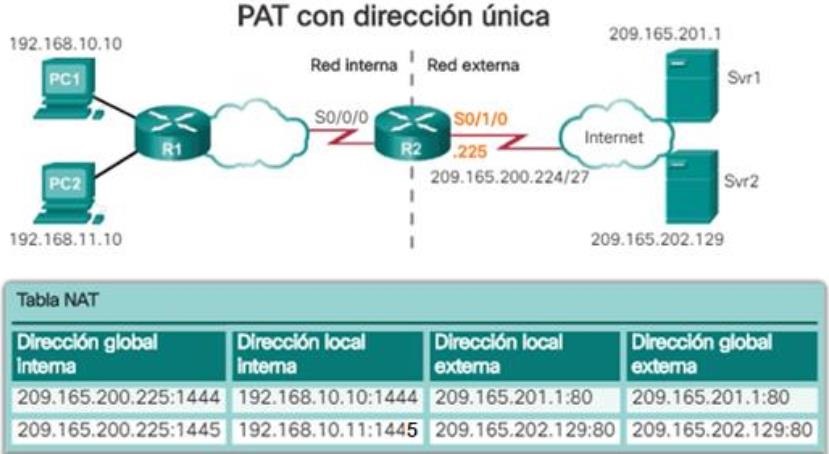 PAT con dirección única
192.168.10.10
209.165.201.1
Red interna
Red externa
PC1
Svr1
S0/0/0
S0/1/0
Internet
R1
R2
.225
PC2
209.165.200.224/27
Svr2
192.168.11.10
209.165.202.129
Tabla NAT
Dirección global interna
Dirección local interna
Dirección local externa
Dirección global externa
209.165.200.225:1444 192.168.10.10:1444 209.165.201.1:80 209.165.201.1:80
209.165.200.225:1445 192.168.10.11:1445 209.165.202.129:80 209.165.202.129:80